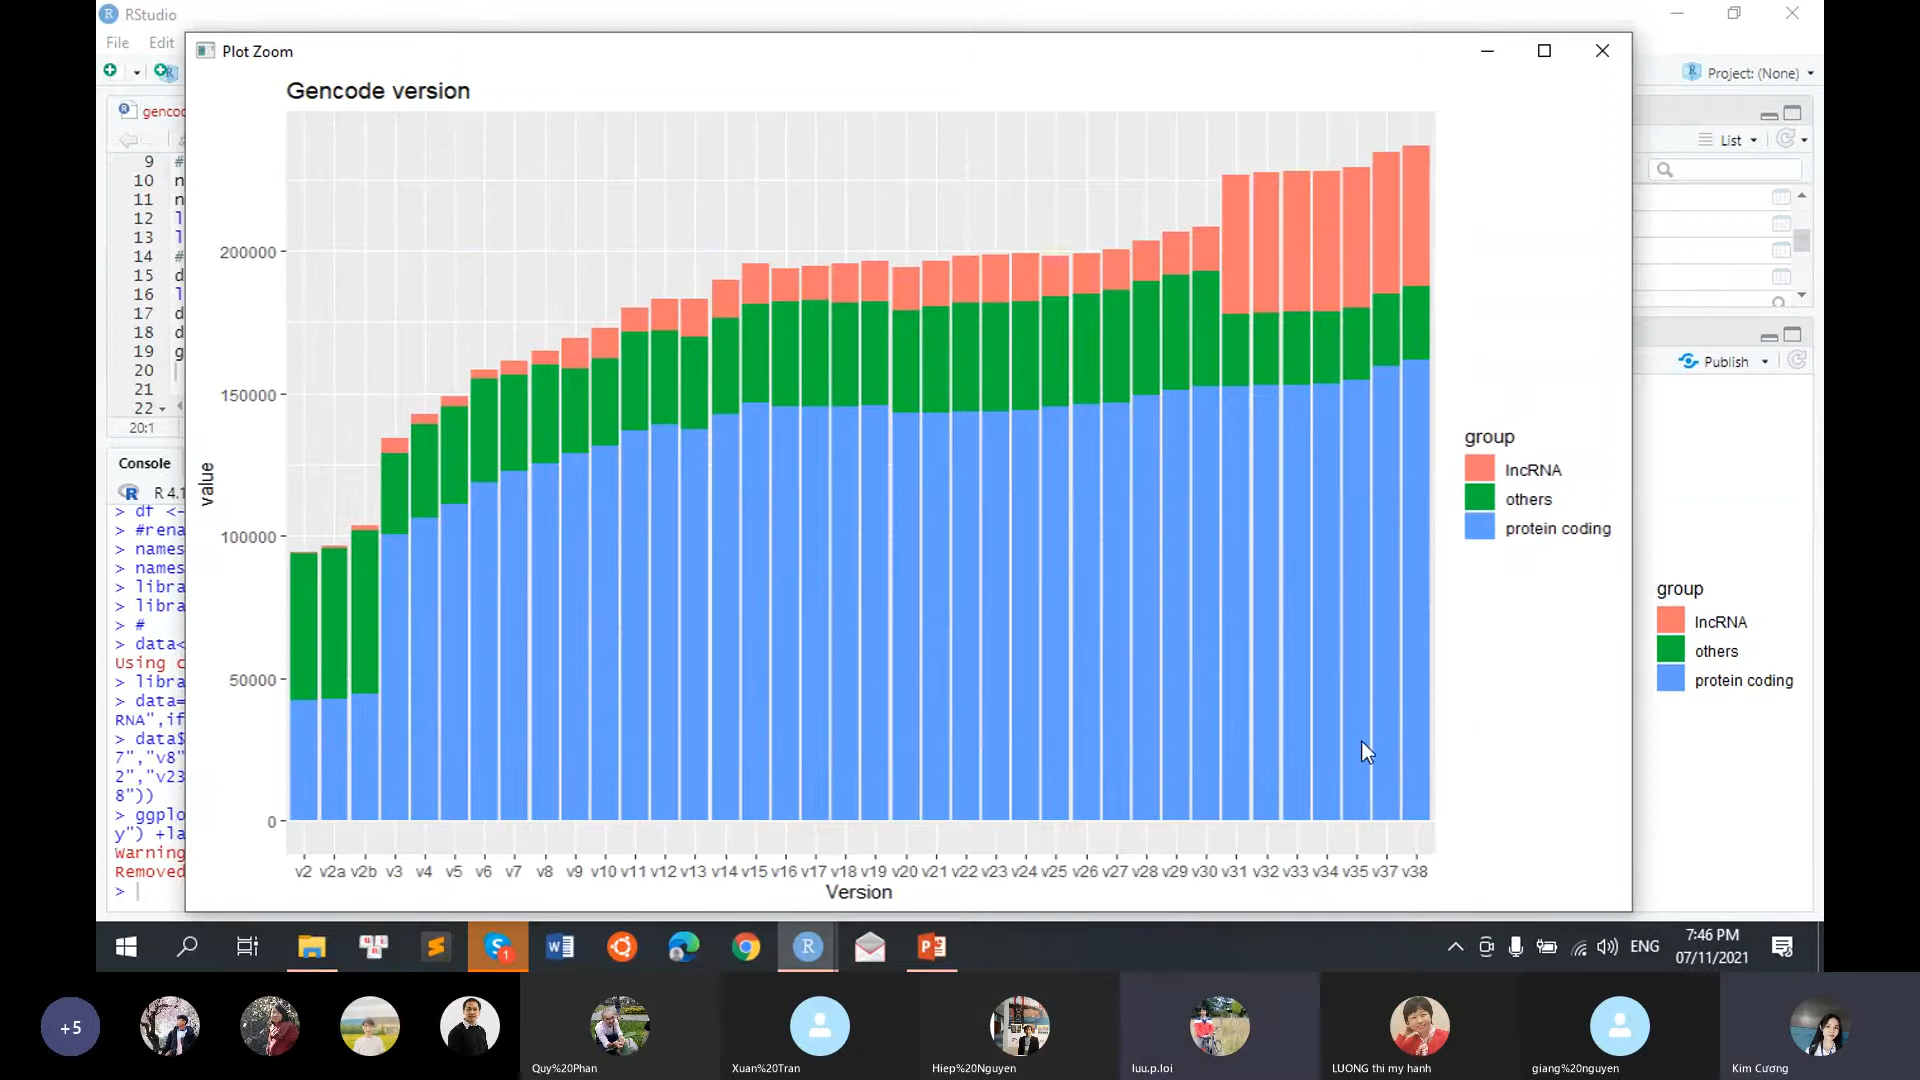 RStudio
File Edit
Project: (None)
Plot Zoom
Gencode version
genco
List
9 #
10 n
11 n
12 l
13 l
14 #
15 d
16 l
17 d
18 d
19 g
20
21
22
20:1
Publish
Console
R 4.1
> df <-
> #rena
> names
> names
> libra
> libra
> #
> data<
Using c
> libra
> data=
RNA",if
> data$
7","v8"
2","v23
8"))
> ggplo
y") +la
Warning
Removed
>
value
200000
150000
100000
50000
0
v2 v2a v2b v3 v4 v5 v6 v7 v8 v9 v10 v11 v12 v13 v14 v15 v16 v17 v18 v19 v20 v21 v22 v23 v24 v25 v26 v27 v28 v29 v30 v31 v32 v33 v34 v35 v37 v38
Version
group
lncRNA
others
protein coding
group
lncRNA
others
protein coding
1
ENG
7:46 PM
07/11/2021
+5
Quy%20Phan
Xuan%20Tran
Hiep%20Nguyen
luu.p.loi
LUONG thi my hanh
giang%20nguyen
Kim Cương